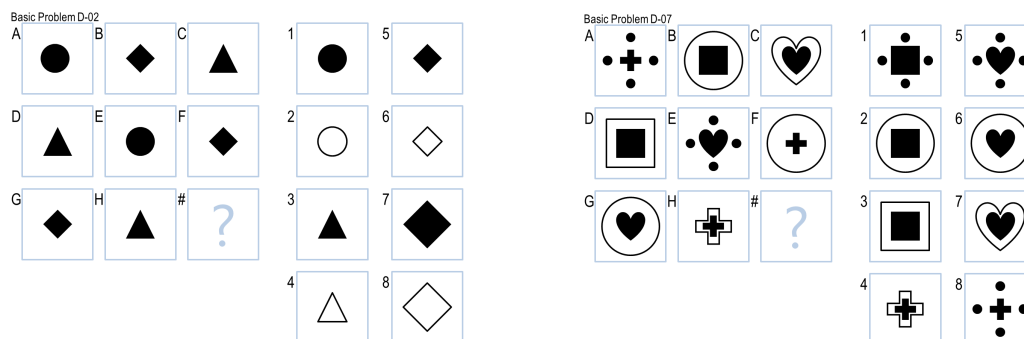 Basic Problem D-02
A B C 1 5
D E F 2 6
G H # ? 3 7
4 8
Basic Problem D-07
A B C 1 5
D E F 2 6
G H # ? 3 7
4 8